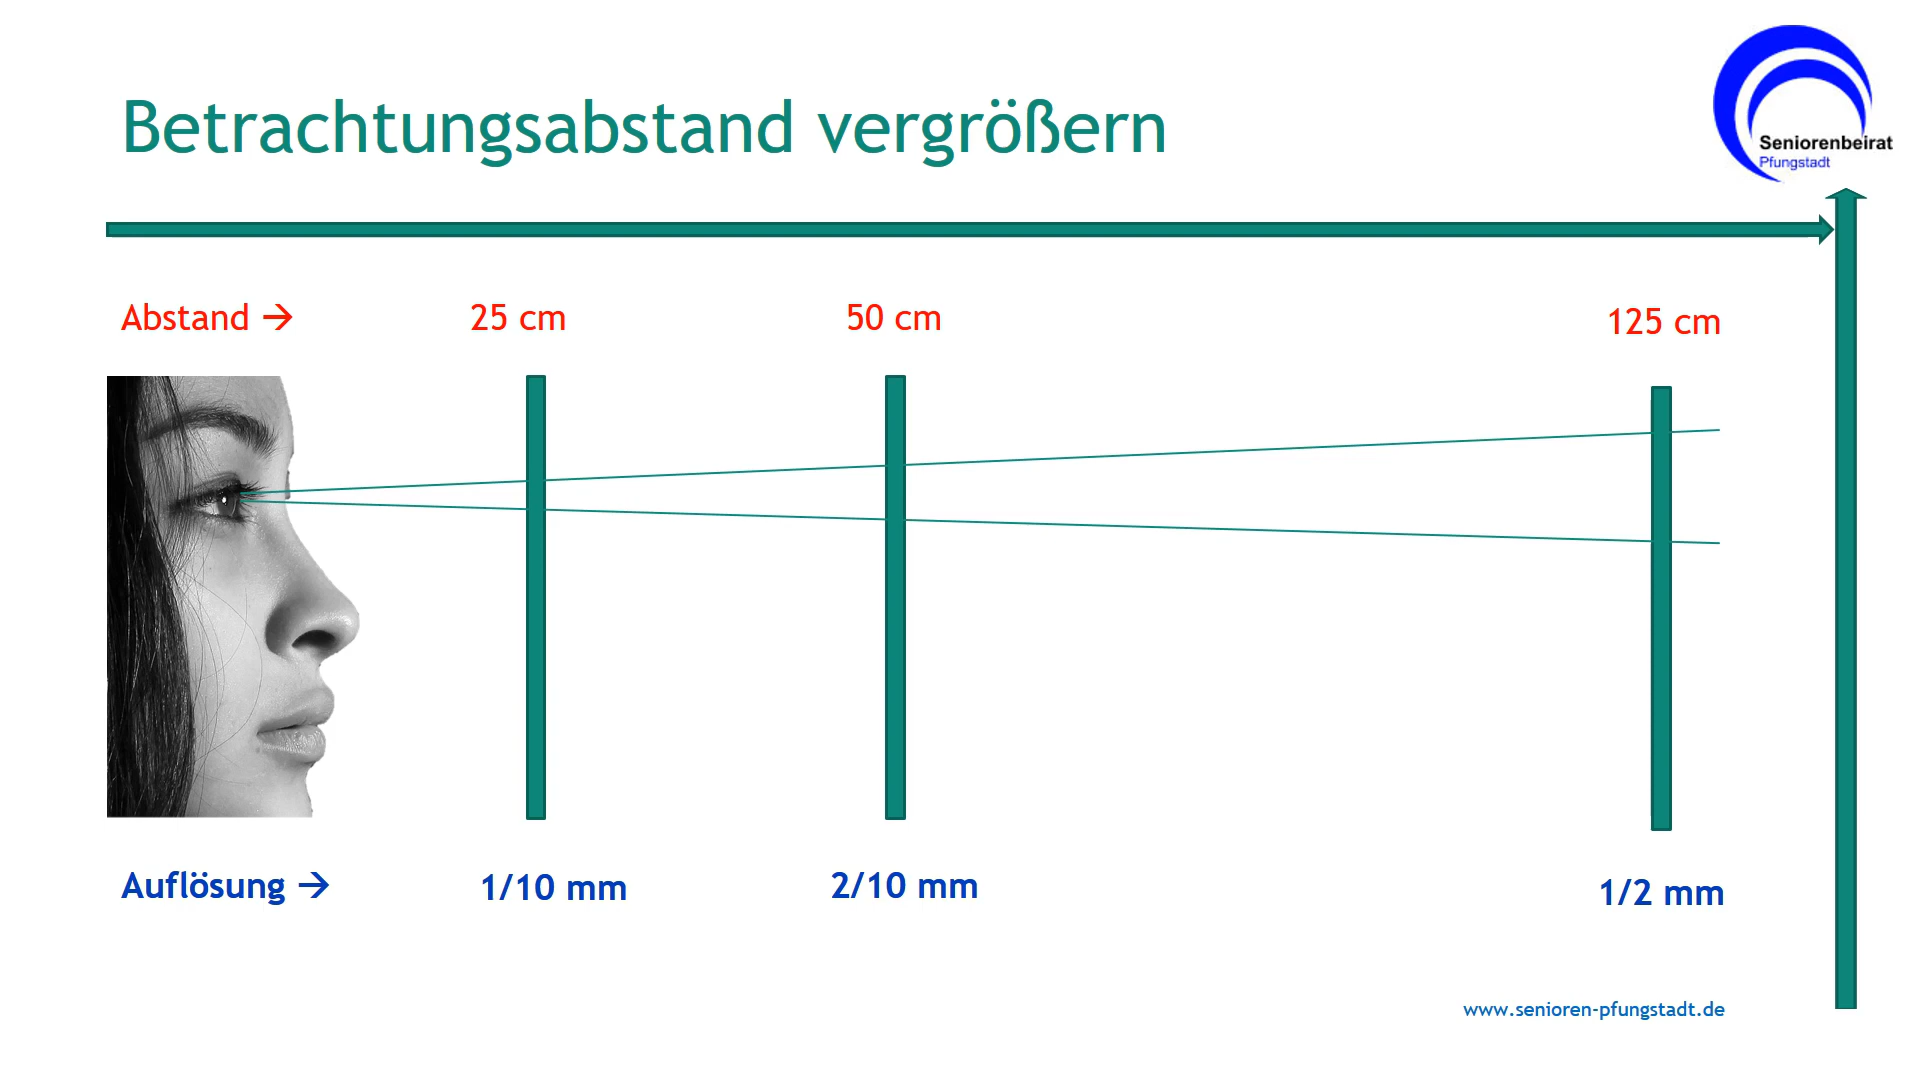 Betrachtungsabstand vergrößern
Seniorenbeirat
Pfungstadt
Abstand → 25 cm 50 cm 125 cm
Auflösung → 1/10 mm 2/10 mm 1/2 mm
www.senioren-pfungstadt.de